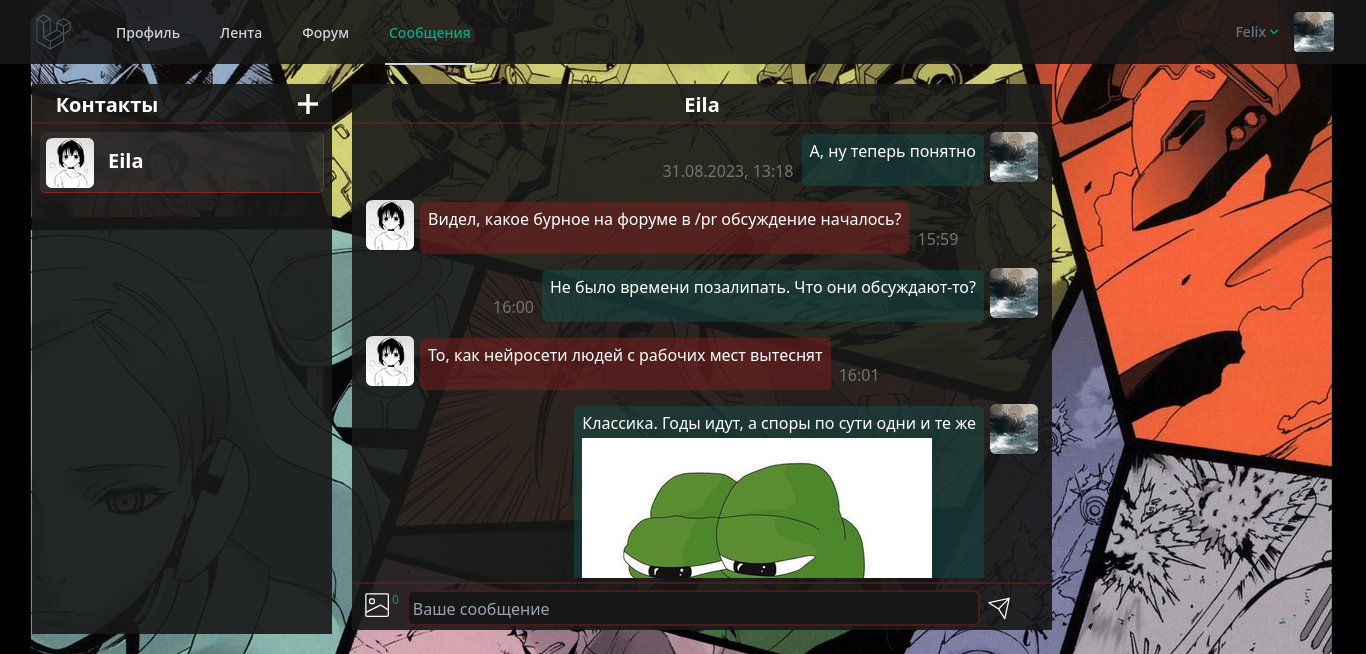 Профиль
Лента
Форум
Сообщения
Felix
Контакты
Eila
Eila
А, ну теперь понятно
31.08.2023, 13:18
Видел, какое бурное на форуме в /pr обсуждение началось?
15:59
Не было времени позалипать. Что они обсуждают-то?
16:00
То, как нейросети людей с рабочих мест вытеснят
16:01
Классика. Годы идут, а споры по сути одни и те же
0
Ваше сообщение